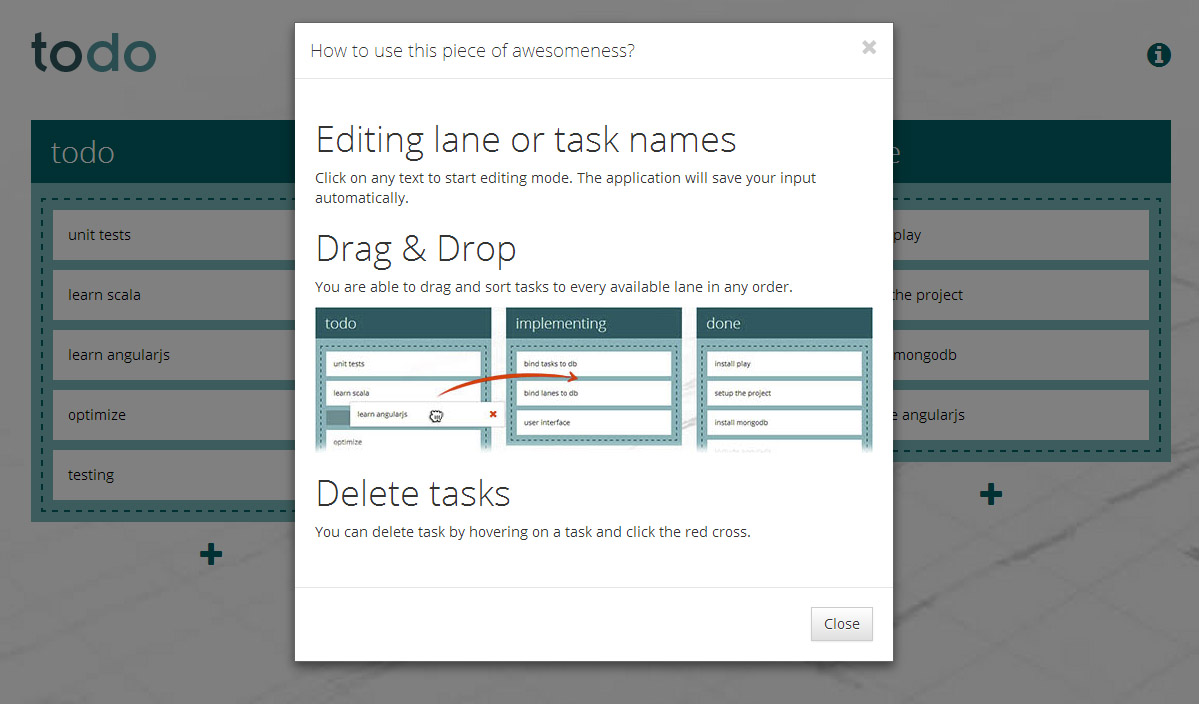 todo
How to use this piece of awesomeness?
todo
unit tests
learn scala
learn angularjs
optimize
testing
Editing lane or task names
Click on any text to start editing mode. The application will save your input
automatically.
Drag & Drop
You are able to drag and sort tasks to every available lane in any order.
todo
unit tests
learn scala
learn angularjs
optimize
implementing
bind tasks to db
bind lanes to db
user interface
done
install play
setup the project
install mongodb
Delete tasks
You can delete task by hovering on a task and click the red cross.
Close
play
the project
mongodb
angularjs